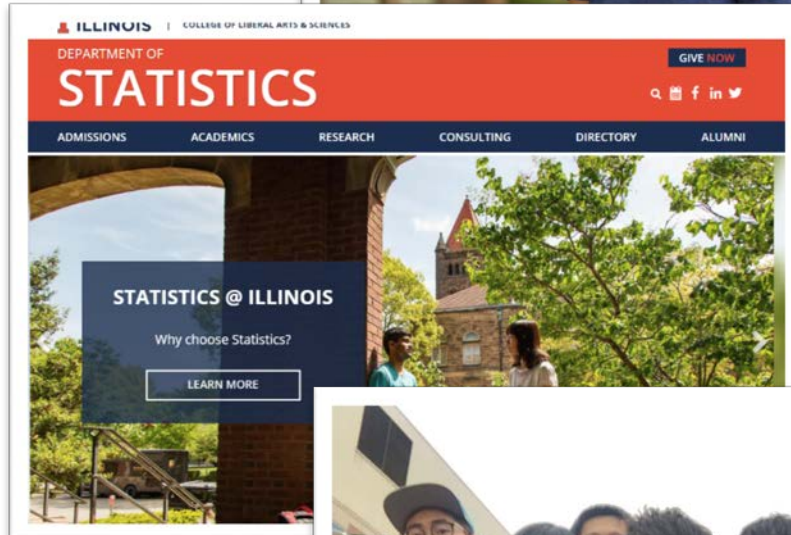 ILLINOIS | COLLEGE OF LIBERAL ARTS & SCIENCES
DEPARTMENT OF
STATISTICS
GIVE NOW
ADMISSIONS ACADEMICS RESEARCH CONSULTING DIRECTORY ALUMNI
STATISTICS @ ILLINOIS
Why choose Statistics?
LEARN MORE